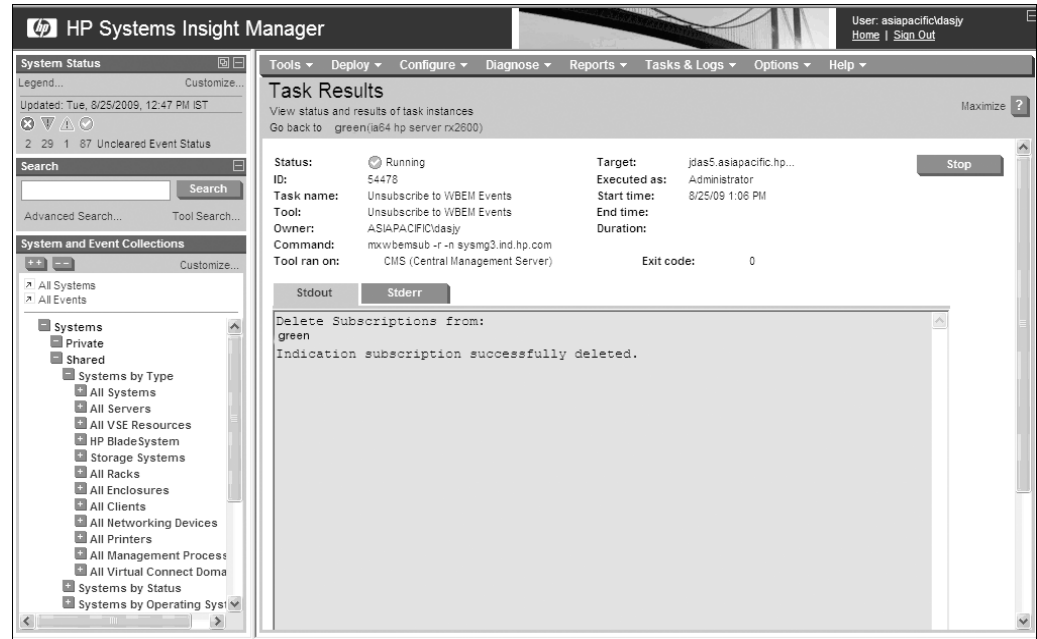 hp HP Systems Insight Manager
User: asiapacific\dasjy
Home | Sign Out
System Status
Legend... Customize...
Updated: Tue, 8/25/2009, 12:47 PM IST
2 29 1 87 Uncleared Event Status
Search
Search
Advanced Search... Tool Search...
System and Event Collections
Customize...
All Systems
All Events
Systems
Private
Shared
Systems by Type
All Systems
All Servers
All VSE Resources
HP BladeSystem
Storage Systems
All Racks
All Enclosures
All Clients
All Networking Devices
All Printers
All Management Process
All Virtual Connect Doma
Systems by Status
Systems by Operating Syst
Tools Deploy Configure Diagnose Reports Tasks & Logs Options Help
Task Results
View status and results of task instances
Go back to green(ia64 hp server rx2600)
Maximize ?
Status: Running Target: jdas5.asiapacific.hp... Stop
ID: 54478 Executed as: Administrator
Task name: Unsubscribe to WBEM Events Start time: 8/25/09 1:06 PM
Tool: Unsubscribe to WBEM Events End time:
Owner: ASIAPACIFIC\dasjy Duration:
Command: mxwbemsub -r -n sysmg3.ind.hp.com
Tool ran on: CMS (Central Management Server) Exit code: 0
Stdout Stderr
Delete Subscriptions from:
green
Indication subscription successfully deleted.